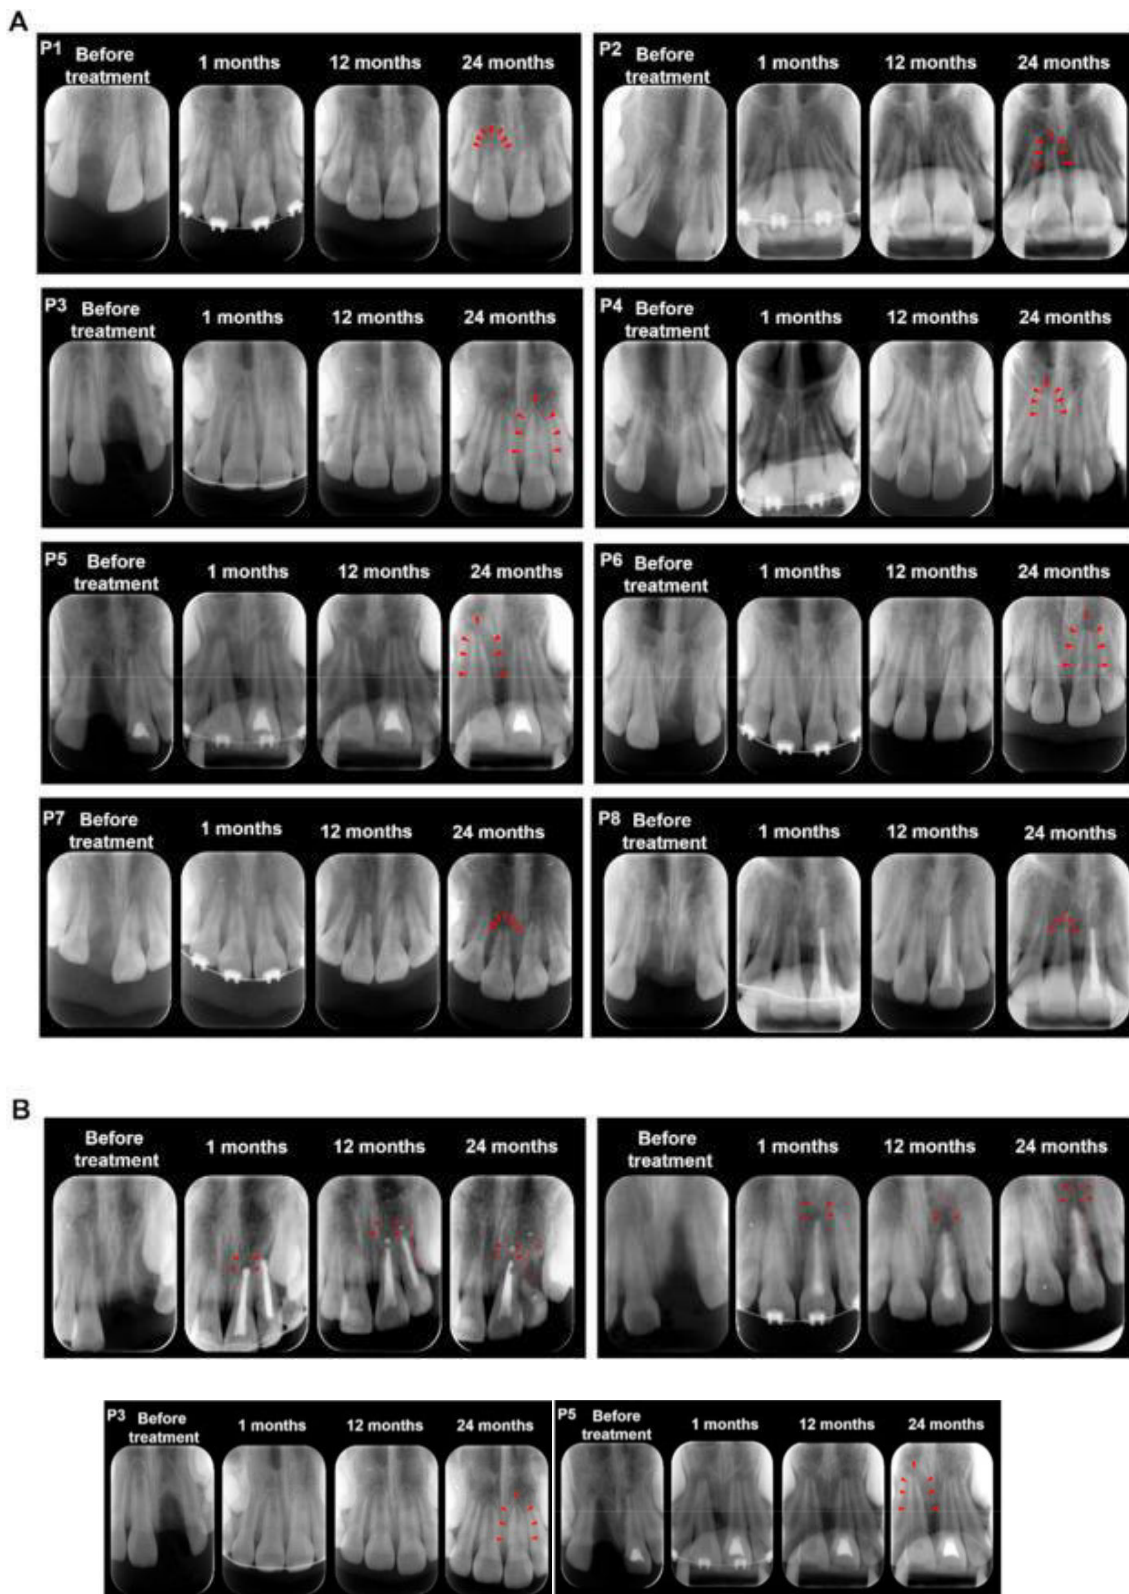 A
P1 Before treatment 1 months 12 months 24 months
P2 Before treatment 1 months 12 months 24 months
P3 Before treatment 1 months 12 months 24 months
P4 Before treatment 1 months 12 months 24 months
P5 Before treatment 1 months 12 months 24 months
P6 Before treatment 1 months 12 months 24 months
P7 Before treatment 1 months 12 months 24 months
P8 Before treatment 1 months 12 months 24 months
B
Before treatment 1 months 12 months 24 months
Before treatment 1 months 12 months 24 months
P3 Before treatment 1 months 12 months 24 months
P5 Before treatment 1 months 12 months 24 months